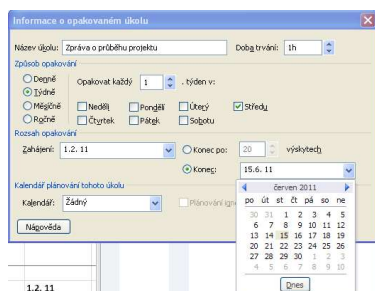 Informace o opakovaném úkolu
Název úkolu: Zpráva o průběhu projektu Doba trvání: 1h
Způsob opakování
Denně
Týdně
Měsíčně
Ročně
Opakovat každý 1 . týden v:
Neděli Pondělí Úterý Středu
Čtvrtek Pátek Sobotu
Rozsah opakování
Zahájení: 1.2. 11 Konec po: 20 výskytech
Konec: 15.6. 11
Kalendář plánování tohoto úkolu
Kalendář: Žádný Plánování
Nápověda
červen 2011
po út st čt pá so ne
30 31 1 2 3 4 5
6 7 8 9 10 11 12
13 14 15 16 17 18 19
20 21 22 23 24 25 26
27 28 29 30 1 2 3
4 5 6 7 8 9 10
Dnes
1.2. 11